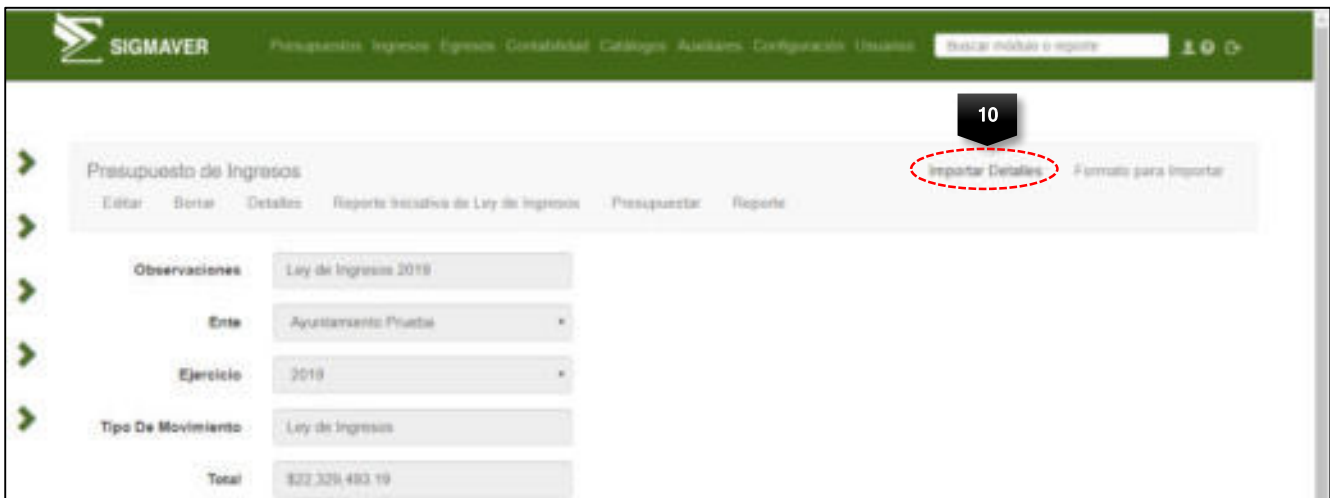 SIGMAVER Presupuestos Ingresos Egresos Contabilidad Catálogos Auxiliares Configuración Usuarios Buscar módulo o reporte
10
Presupuesto de Ingresos Importar Detalles Formato para Importar
Editar Borrar Detalles Reporte Iniciativa de Ley de Ingresos Presupuestar Reporte
Observaciones Ley de Ingresos 2019
Ente Ayuntamiento Prueba
Ejercicio 2019
Tipo De Movimiento Ley de Ingresos
Total $22,329,493.19